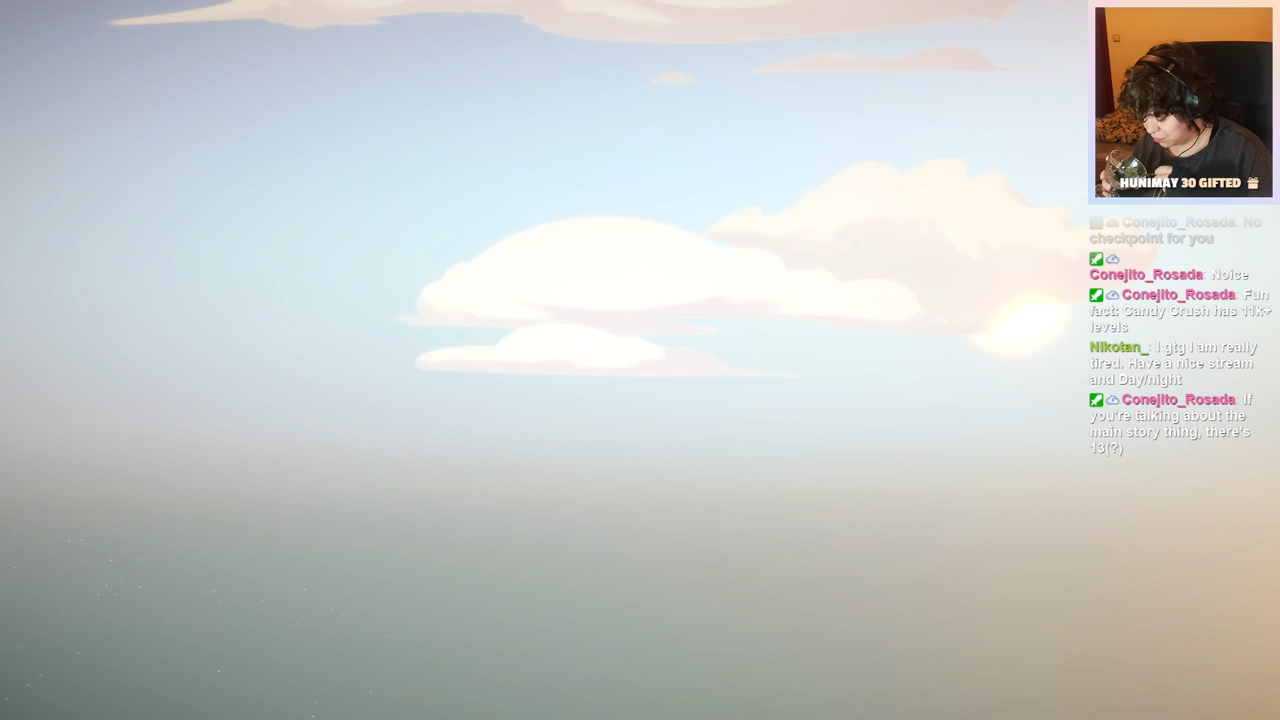 HUNIMAY 30 GIFTED
Conejito_Rosada: No
checkpoint for you
Conejito_Rosada: Noice
Conejito_Rosada: Fun
fact: Candy Crush has 11k+
levels
Nikotan_: I gtg I am really
tired. Have a nice stream
and Day/night
Conejito_Rosada: If
you're talking about the
main story thing, there's
13(?)